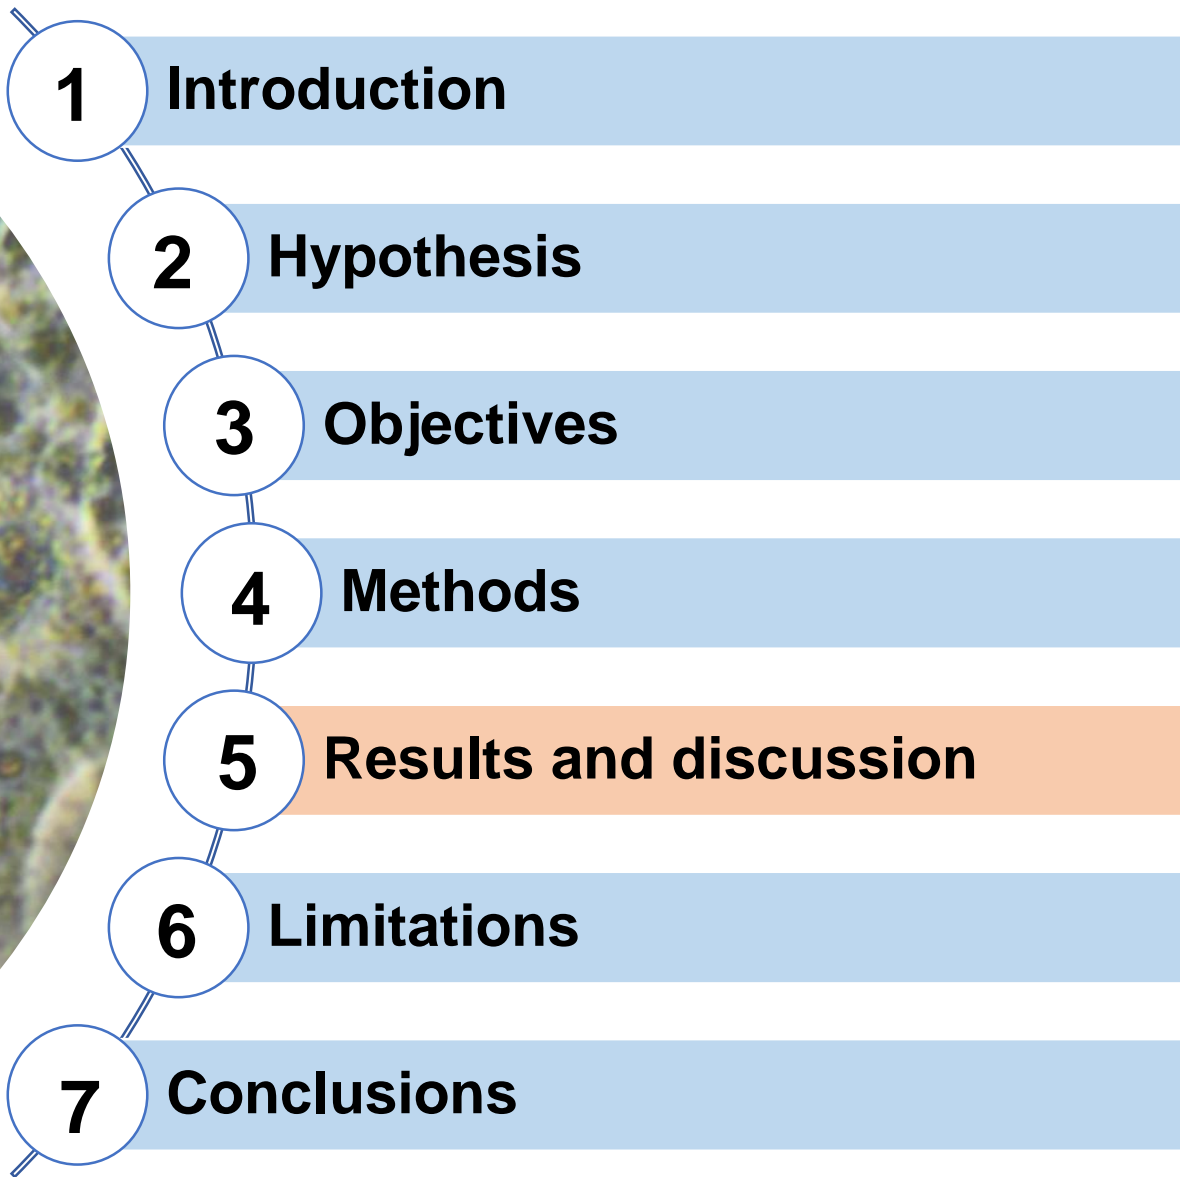 1 Introduction
2 Hypothesis
3 Objectives
4 Methods
5 Results and discussion
6 Limitations
7 Conclusions